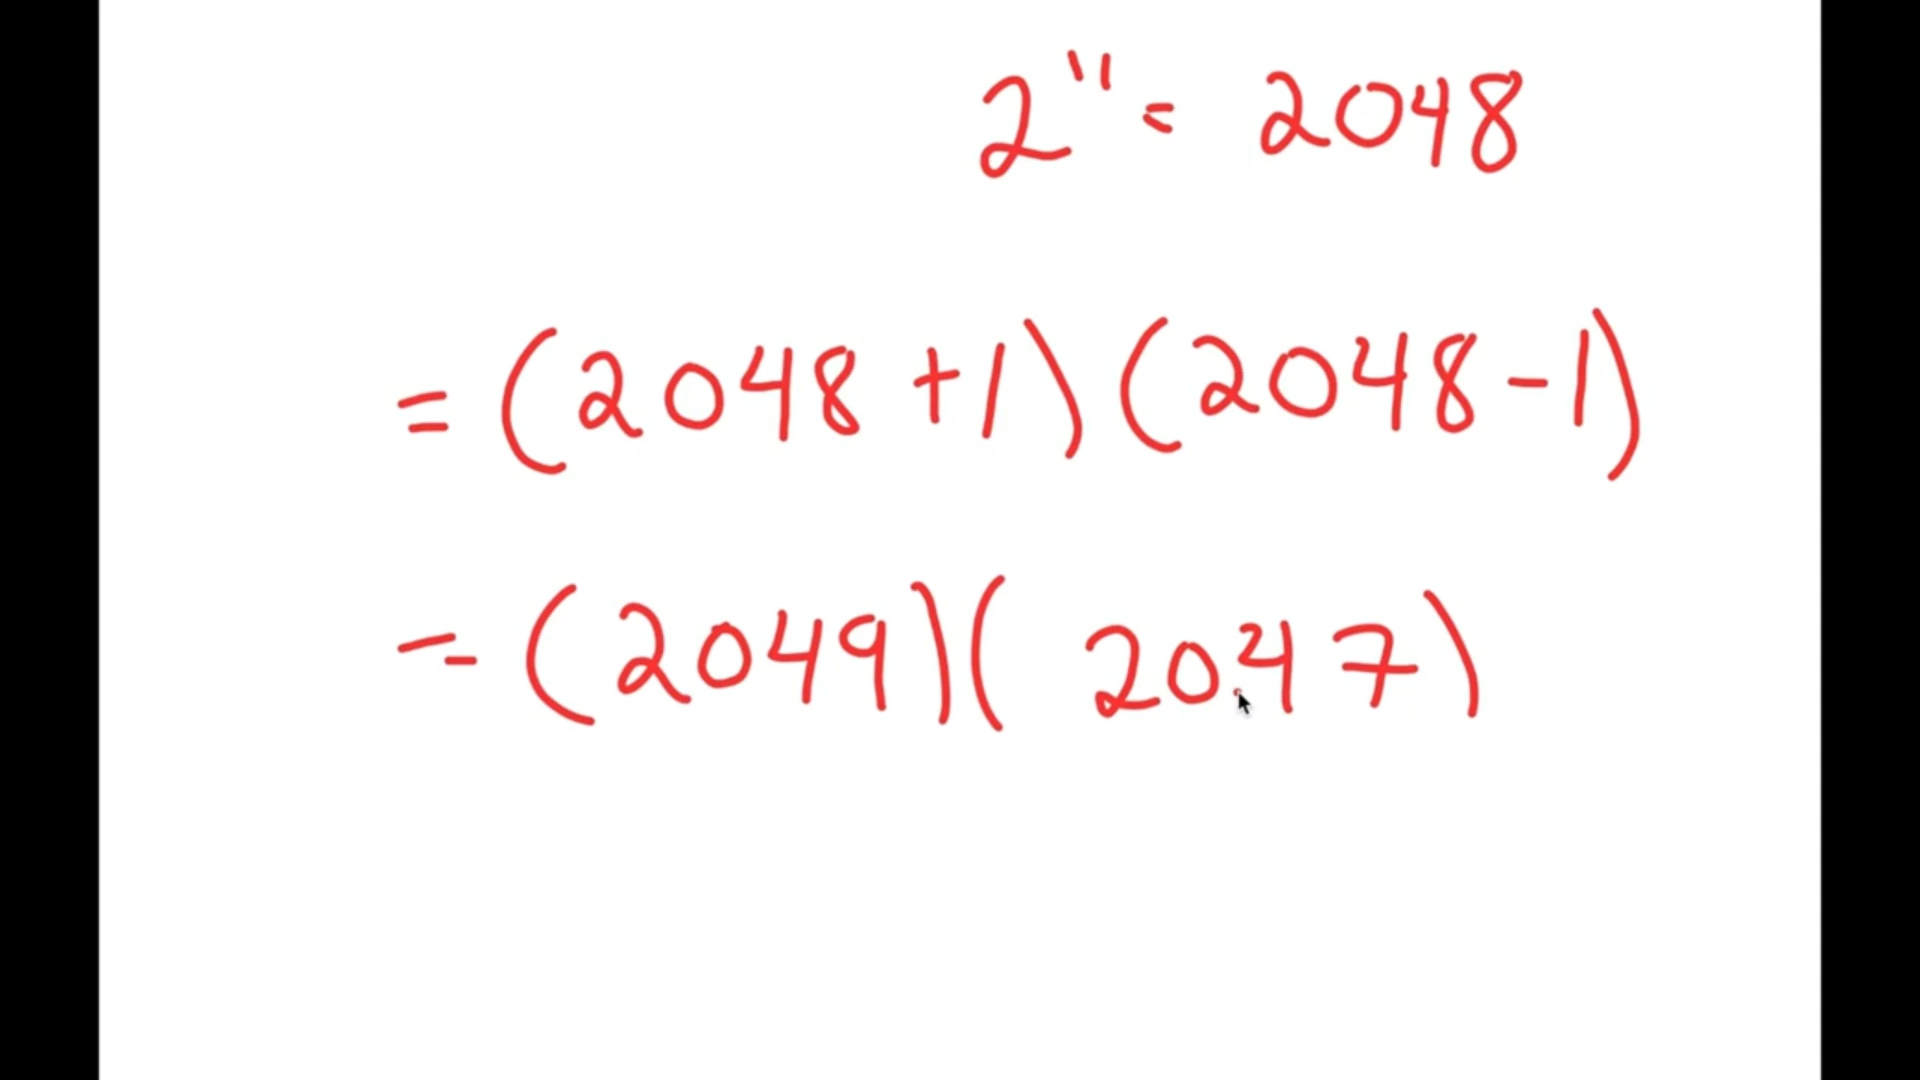 2¹¹ = 2048
= (2048 + 1) (2048 - 1)
= (2049) (2047)